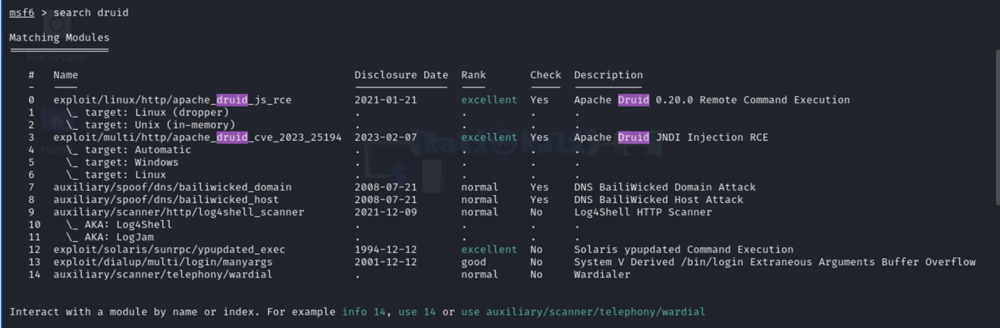 msf6 > search druid
Matching Modules
File System
# Name Disclosure Date Rank Check Description
- ---- --------------- ---- ----- -----------
0 exploit/linux/http/apache_druid_js_rce 2021-01-21 excellent Yes Apache Druid 0.20.0 Remote Command Execution
1 \_ target: Linux (dropper) . . . .
2 \_ target: Unix (in-memory) . . . .
3 exploit/multi/http/apache_druid_cve_2023_25194 2023-02-07 excellent Yes Apache Druid JNDI Injection RCE
4 \_ target: Automatic . . . .
5 \_ target: Windows . . . .
6 \_ target: Linux . . . .
7 auxiliary/spoof/dns/bailiwicked_domain 2008-07-21 normal Yes DNS BailiWicked Domain Attack
8 auxiliary/spoof/dns/bailiwicked_host 2008-07-21 normal Yes DNS BailiWicked Host Attack
9 auxiliary/scanner/http/log4shell_scanner 2021-12-09 normal No Log4Shell HTTP Scanner
10 \_ AKA: Log4Shell . . . .
11 \_ AKA: LogJam . . . .
12 exploit/solaris/sunrpc/ypupdated_exec 1994-12-12 excellent No Solaris ypupdated Command Execution
13 exploit/dialup/multi/login/manyargs 2001-12-12 good No System V Derived /bin/login Extraneous Arguments Buffer Overflow
14 auxiliary/scanner/telephony/wardial . normal No Wardialer
Interact with a module by name or index. For example info 14, use 14 or use auxiliary/scanner/telephony/wardial